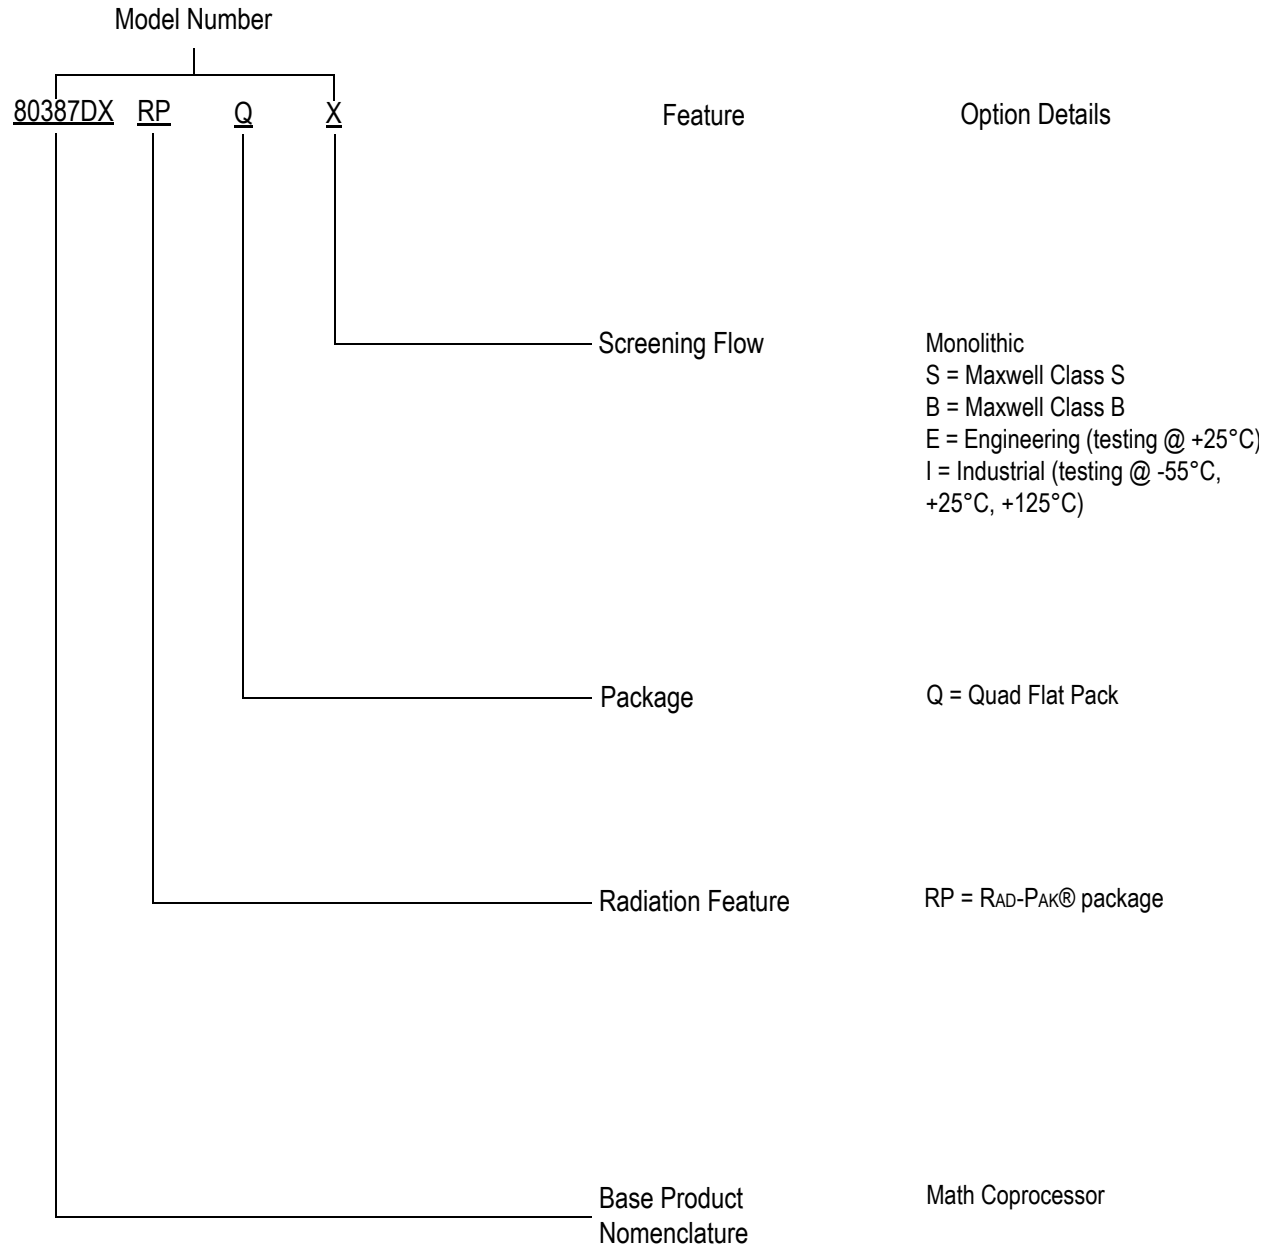 Model Number
80387DX RP Q X
Feature
Option Details
Screening Flow
Monolithic
S = Maxwell Class S
B = Maxwell Class B
E = Engineering (testing @ +25°C)
I = Industrial (testing @ -55°C,
+25°C, +125°C)
Package
Q = Quad Flat Pack
Radiation Feature
RP = RAD-PAK® package
Base Product
Nomenclature
Math Coprocessor